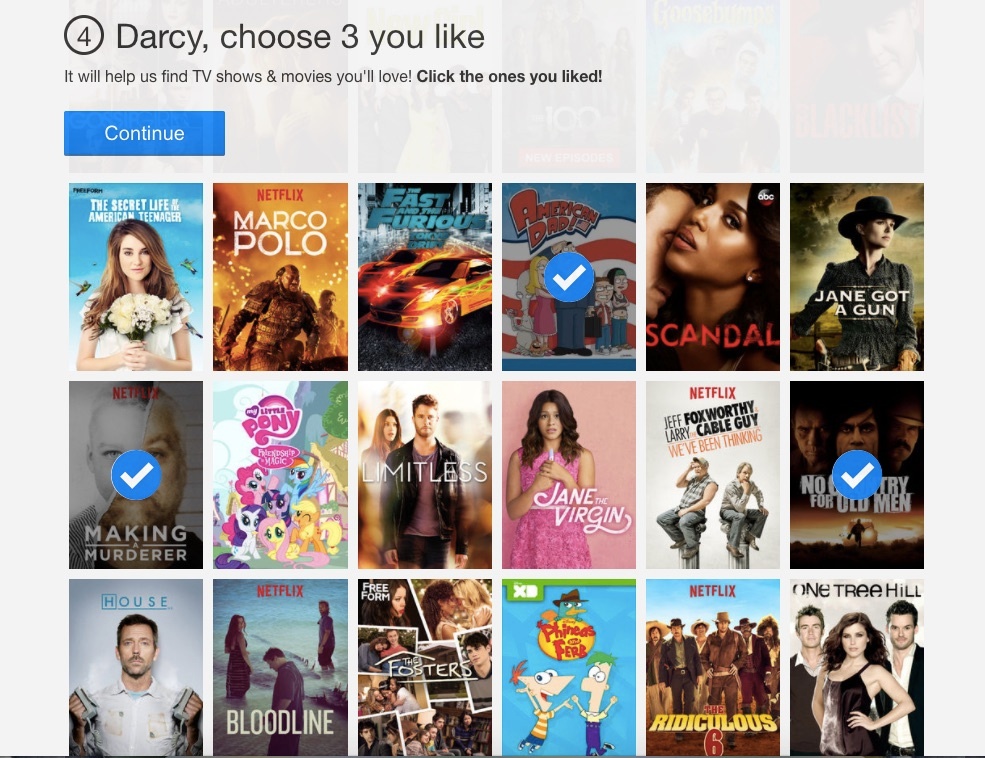 Goosebumps
4 Darcy, choose 3 you like
It will help us find TV shows & movies you'll love! Click the ones you liked!
THE
100
BLACKLIST
Continue
NEW EPISODES
FREEFORM
THE SECRET LIFE OF THE
AMERICAN TEENAGER
NETFLIX
MARCO
POLO
THE
FAST
AND THE
FURIOUS
TOKYO
DRIFT
AMERICAN
DAD!
abc
SCANDAL
JANE GOT
A GUN
NETFLIX
MAKING
A
MURDERER
MY LITTLE
PONY
FRIENDSHIP
IS MAGIC
LIMITLESS
JANE THE
VIRGIN
NETFLIX
JEFF FOXWORTHY
LARRY THE CABLE GUY
WE'VE BEEN THINKING
NO COUNTRY
FOR OLD MEN
HOUSE
NETFLIX
BLOODLINE
FREE
FORM
THE
FOSTERS
XD
Phineas
and
Ferb
NETFLIX
THE
RIDICULOUS
6
ONE TREE HILL